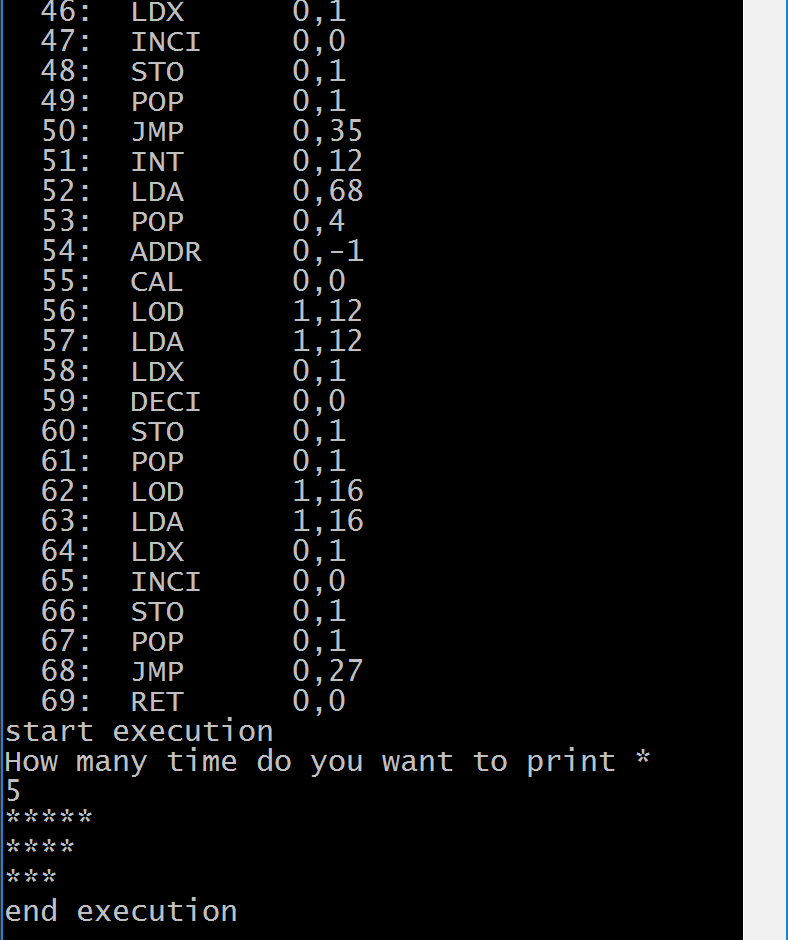 46:  LDX      0,1
47:  INCI     0,0
48:  STO      0,1
49:  POP      0,1
50:  JMP      0,35
51:  INT      0,12
52:  LDA      0,68
53:  POP      0,4
54:  ADDR     0,-1
55:  CAL      0,0
56:  LOD      1,12
57:  LDA      1,12
58:  LDX      0,1
59:  DECI     0,0
60:  STO      0,1
61:  POP      0,1
62:  LOD      1,16
63:  LDA      1,16
64:  LDX      0,1
65:  INCI     0,0
66:  STO      0,1
67:  POP      0,1
68:  JMP      0,27
69:  RET      0,0
start execution
How many time do you want to print *
5
*****
****
***
end execution